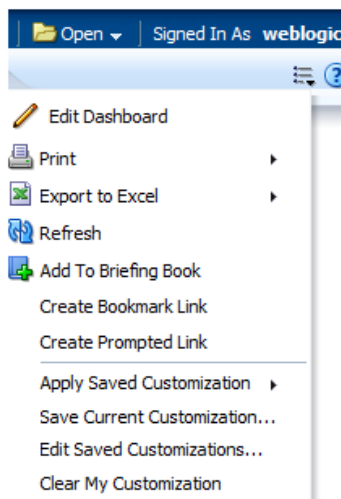 Open Signed In As weblogic
Edit Dashboard
Print
Export to Excel
Refresh
Add To Briefing Book
Create Bookmark Link
Create Prompted Link
Apply Saved Customization
Save Current Customization...
Edit Saved Customizations...
Clear My Customization